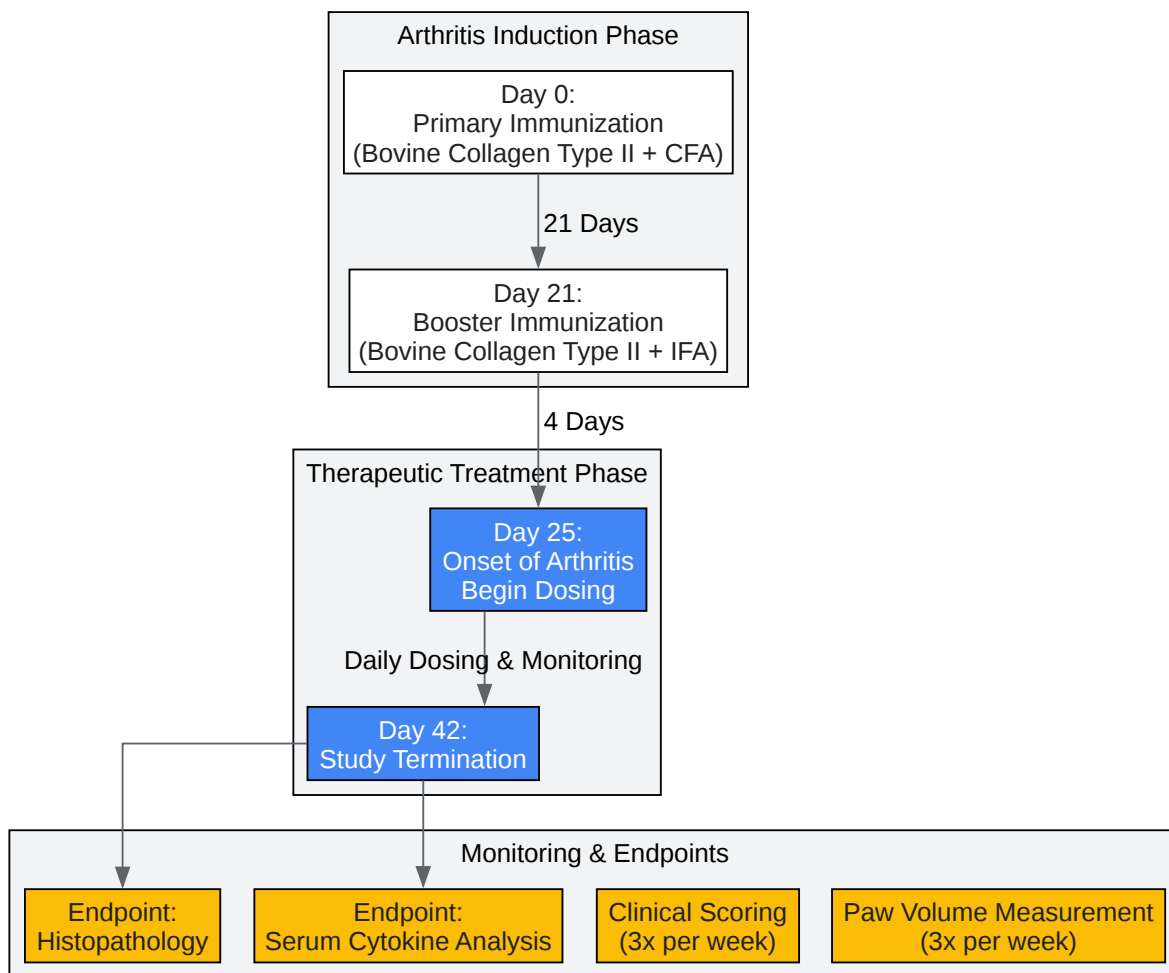 Arthritis Induction Phase
Day 0:
Primary Immunization
(Bovine Collagen Type II + CFA)
21 Days
Day 21:
Booster Immunization
(Bovine Collagen Type II + IFA)
4 Days
Therapeutic Treatment Phase
Day 25:
Onset of Arthritis
Begin Dosing
Daily Dosing & Monitoring
Day 42:
Study Termination
Monitoring & Endpoints
Endpoint:
Histopathology
Endpoint:
Serum Cytokine Analysis
Clinical Scoring
(3x per week)
Paw Volume Measurement
(3x per week)